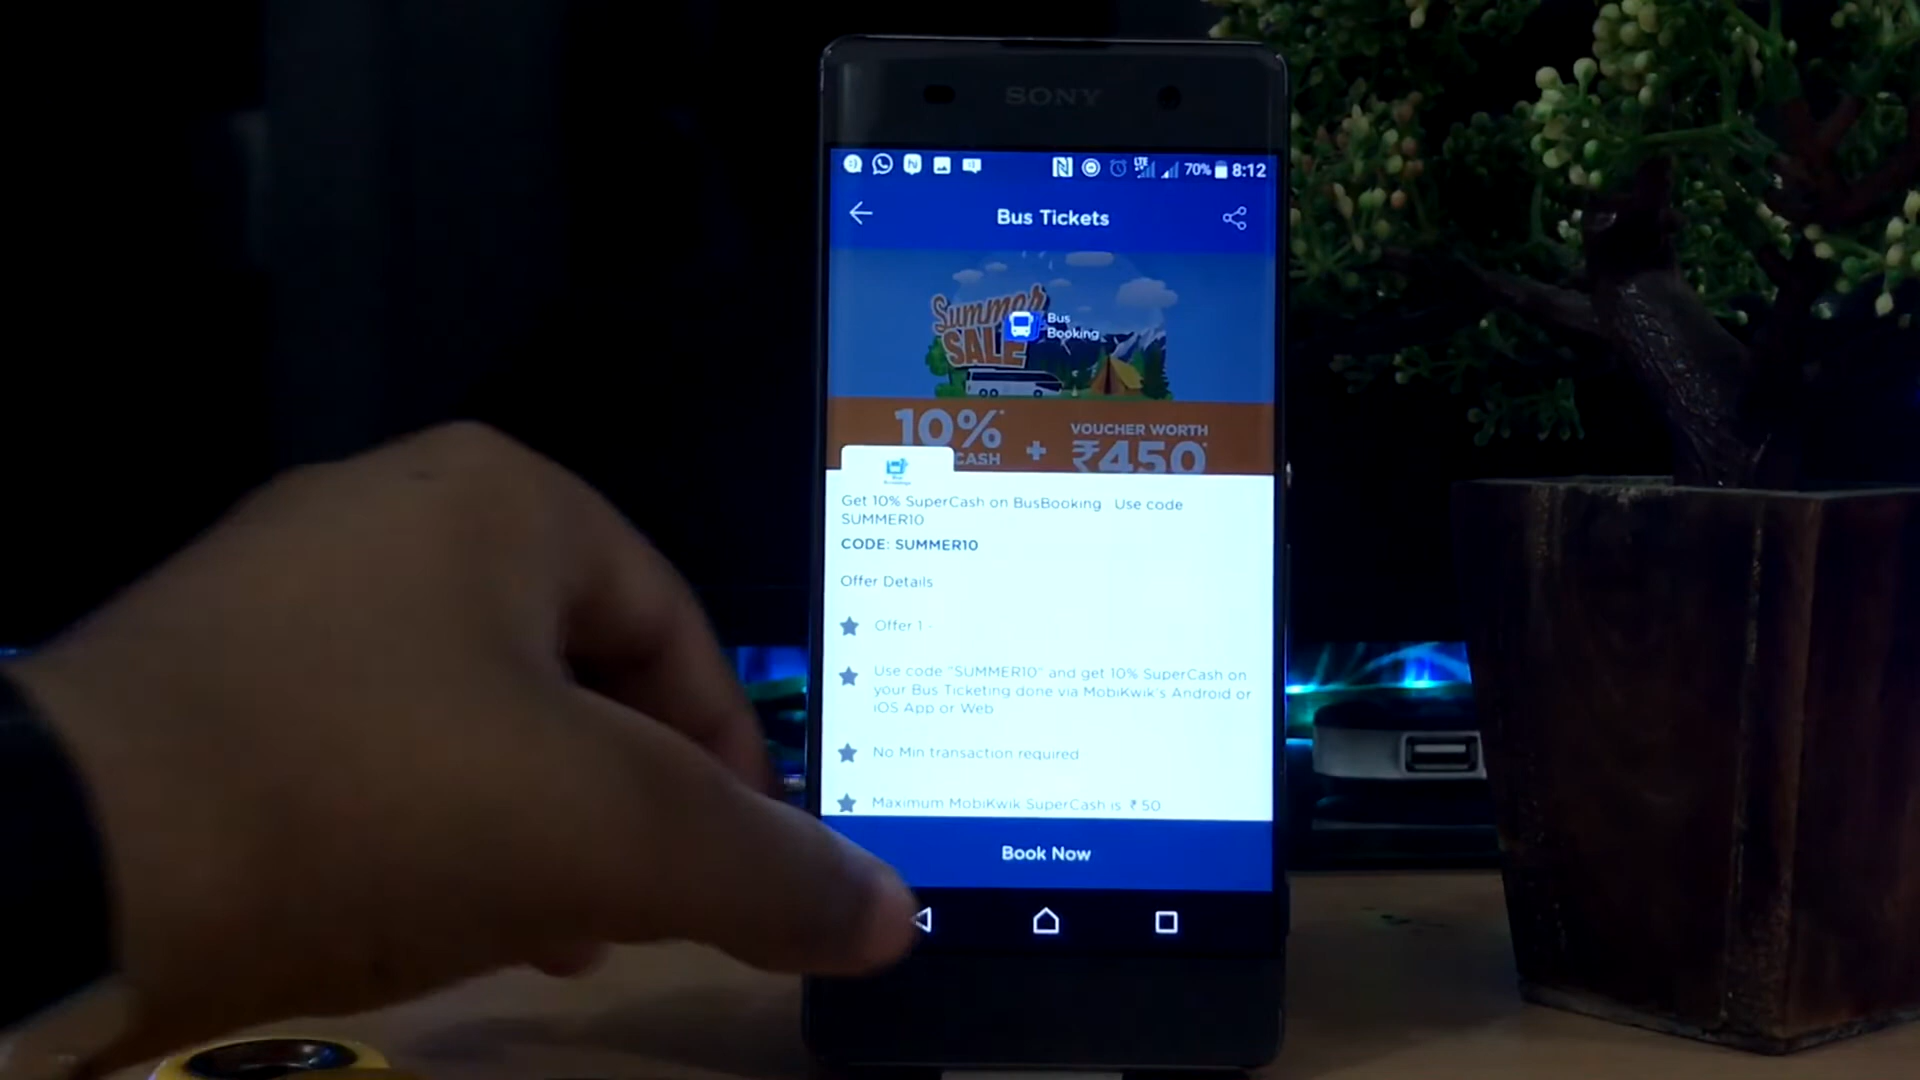 SONY
LTE 70% 8:12
Bus Tickets
Summer
SALE
Bus
Booking
10%*
CASH
+
VOUCHER WORTH
₹450*
Get 10% SuperCash on BusBooking Use code
SUMMER10
CODE: SUMMER10
Offer Details
Offer 1 -
Use code "SUMMER10" and get 10% SuperCash on
your Bus Ticketing done via MobiKwik's Android or
iOS App or Web
No Min transaction required
Maximum MobiKwik SuperCash is ₹ 50
Book Now